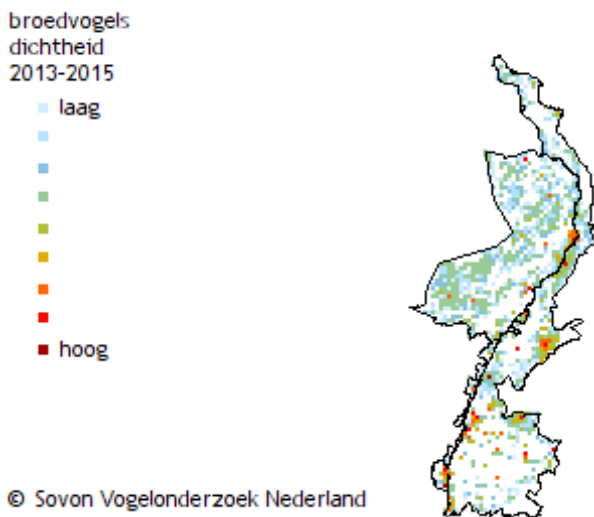 broedvogels
dichtheid
2013-2015
laag
hoog
© Sovon Vogelonderzoek Nederland